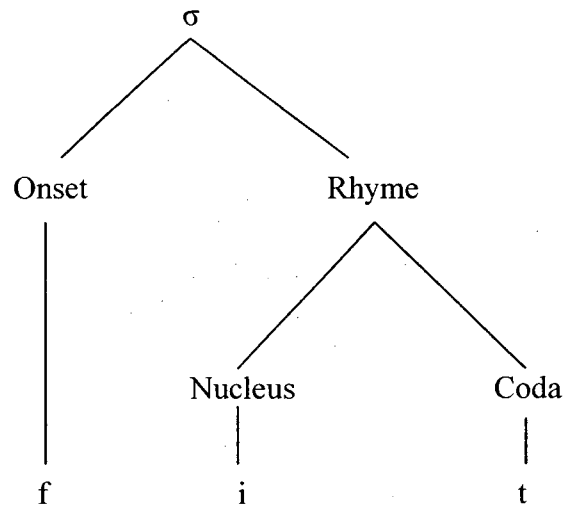 σ
Onset Rhyme
Nucleus Coda
f i t